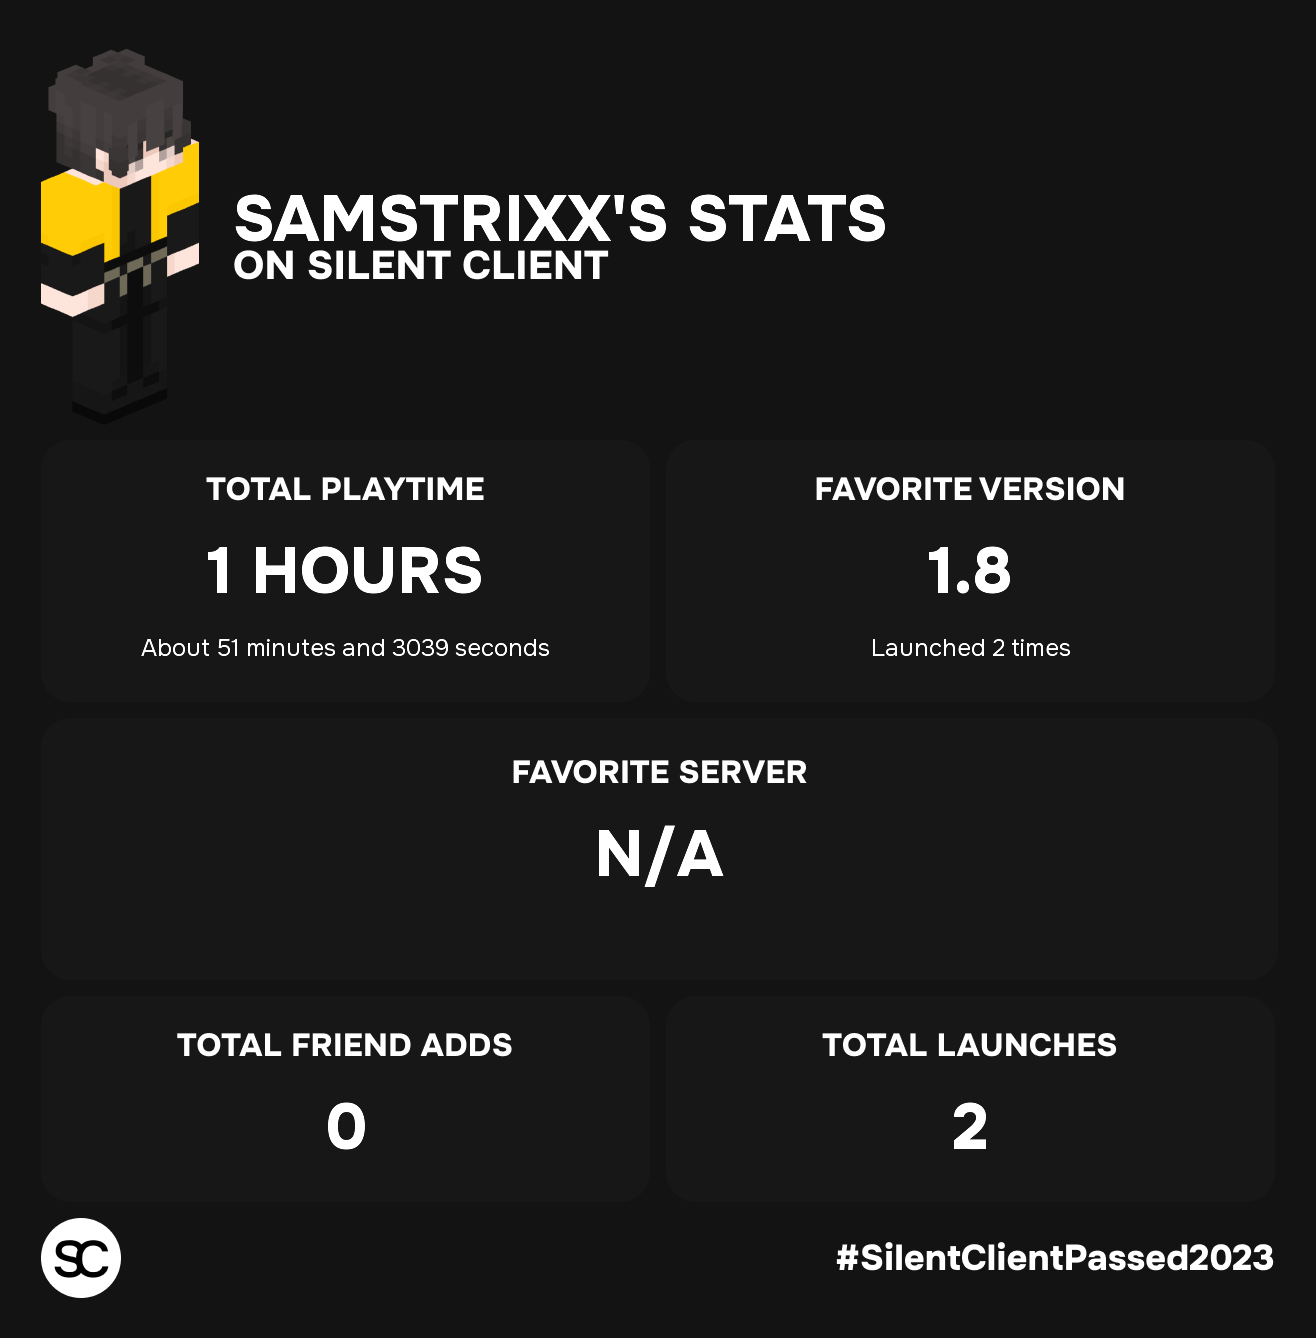 SAMSTRIXX'S STATS
ON SILENT CLIENT
TOTAL PLAYTIME
1 HOURS
About 51 minutes and 3039 seconds
FAVORITE VERSION
1.8
Launched 2 times
FAVORITE SERVER
N/A
TOTAL FRIEND ADDS
0
TOTAL LAUNCHES
2
SC
#SilentClientPassed2023